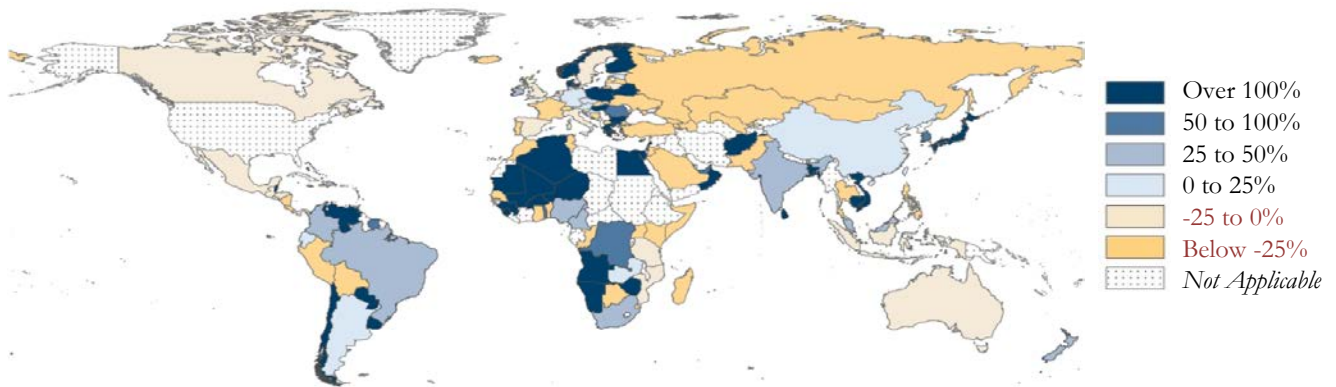 Over 100%
50 to 100%
25 to 50%
0 to 25%
-25 to 0%
Below -25%
Not Applicable